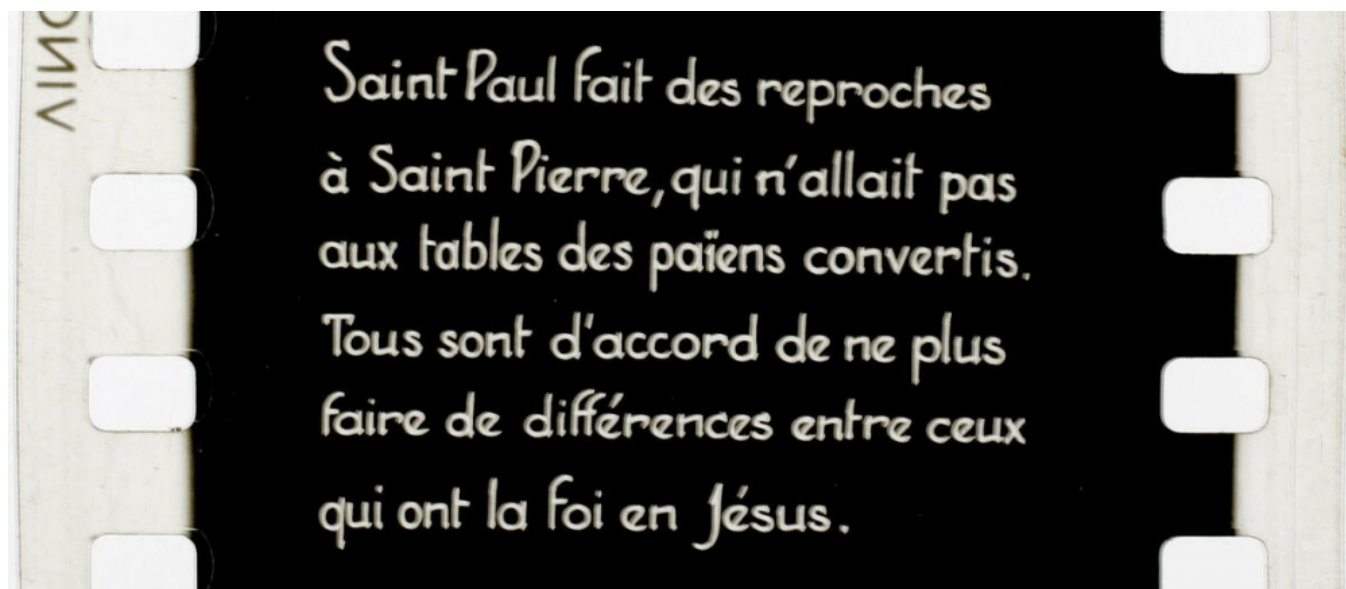 Saint Paul fait des reproches
à Saint Pierre, qui n'allait pas
aux tables des païens convertis.
Tous sont d'accord de ne plus
faire de différences entre ceux
qui ont la foi en Jésus.